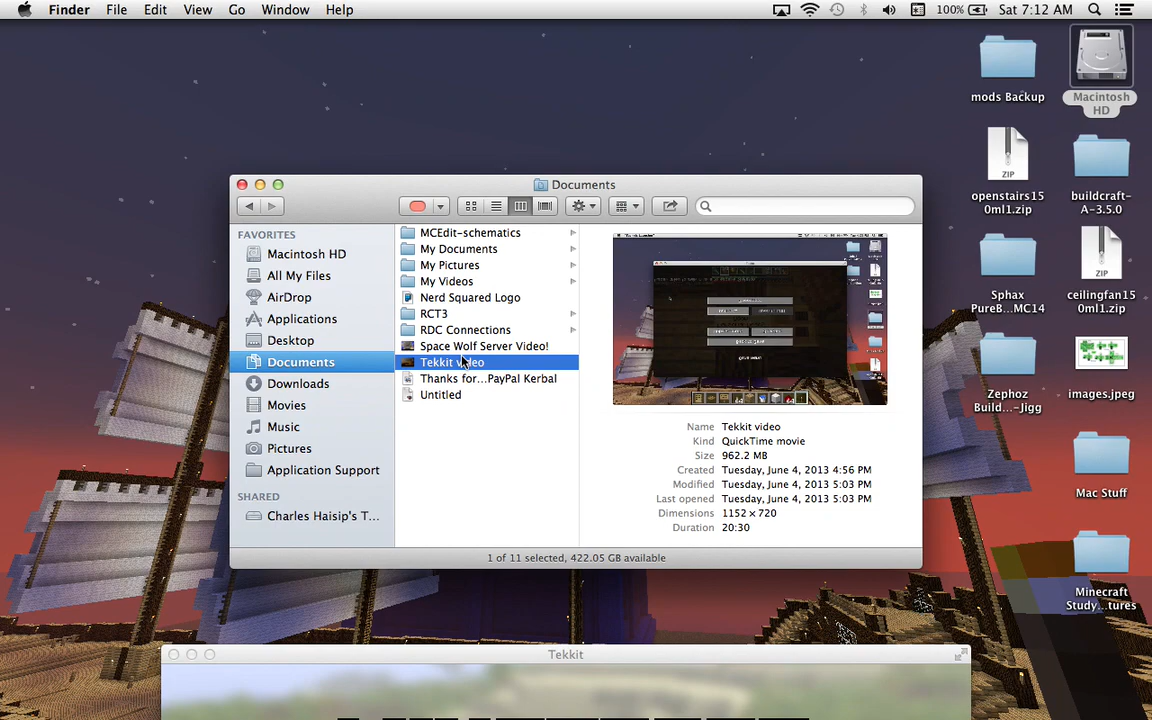 Finder File Edit View Go Window Help 100% Sat 7:12 AM
mods Backup
Macintosh
HD
ZIP
openstairs15
0ml1.zip
buildcraft-
A-3.5.0
Sphax
PureB...MC14
ZIP
ceilingfan15
0ml1.zip
Zephoz
Build...-Jigg
images.jpeg
Mac Stuff
Minecraft
Study...tures
Documents
FAVORITES
Macintosh HD
All My Files
AirDrop
Applications
Desktop
Documents
Downloads
Movies
Music
Pictures
Application Support
SHARED
Charles Haisip's T...
MCEdit-schematics
My Documents
My Pictures
My Videos
Nerd Squared Logo
RCT3
RDC Connections
Space Wolf Server Video!
Tekkit video
Thanks for...PayPal Kerbal
Untitled
Name Tekkit video
Kind QuickTime movie
Size 962.2 MB
Created Tuesday, June 4, 2013 4:56 PM
Modified Tuesday, June 4, 2013 5:03 PM
Last opened Tuesday, June 4, 2013 5:03 PM
Dimensions 1152 × 720
Duration 20:30
1 of 11 selected, 422.05 GB available
Tekkit